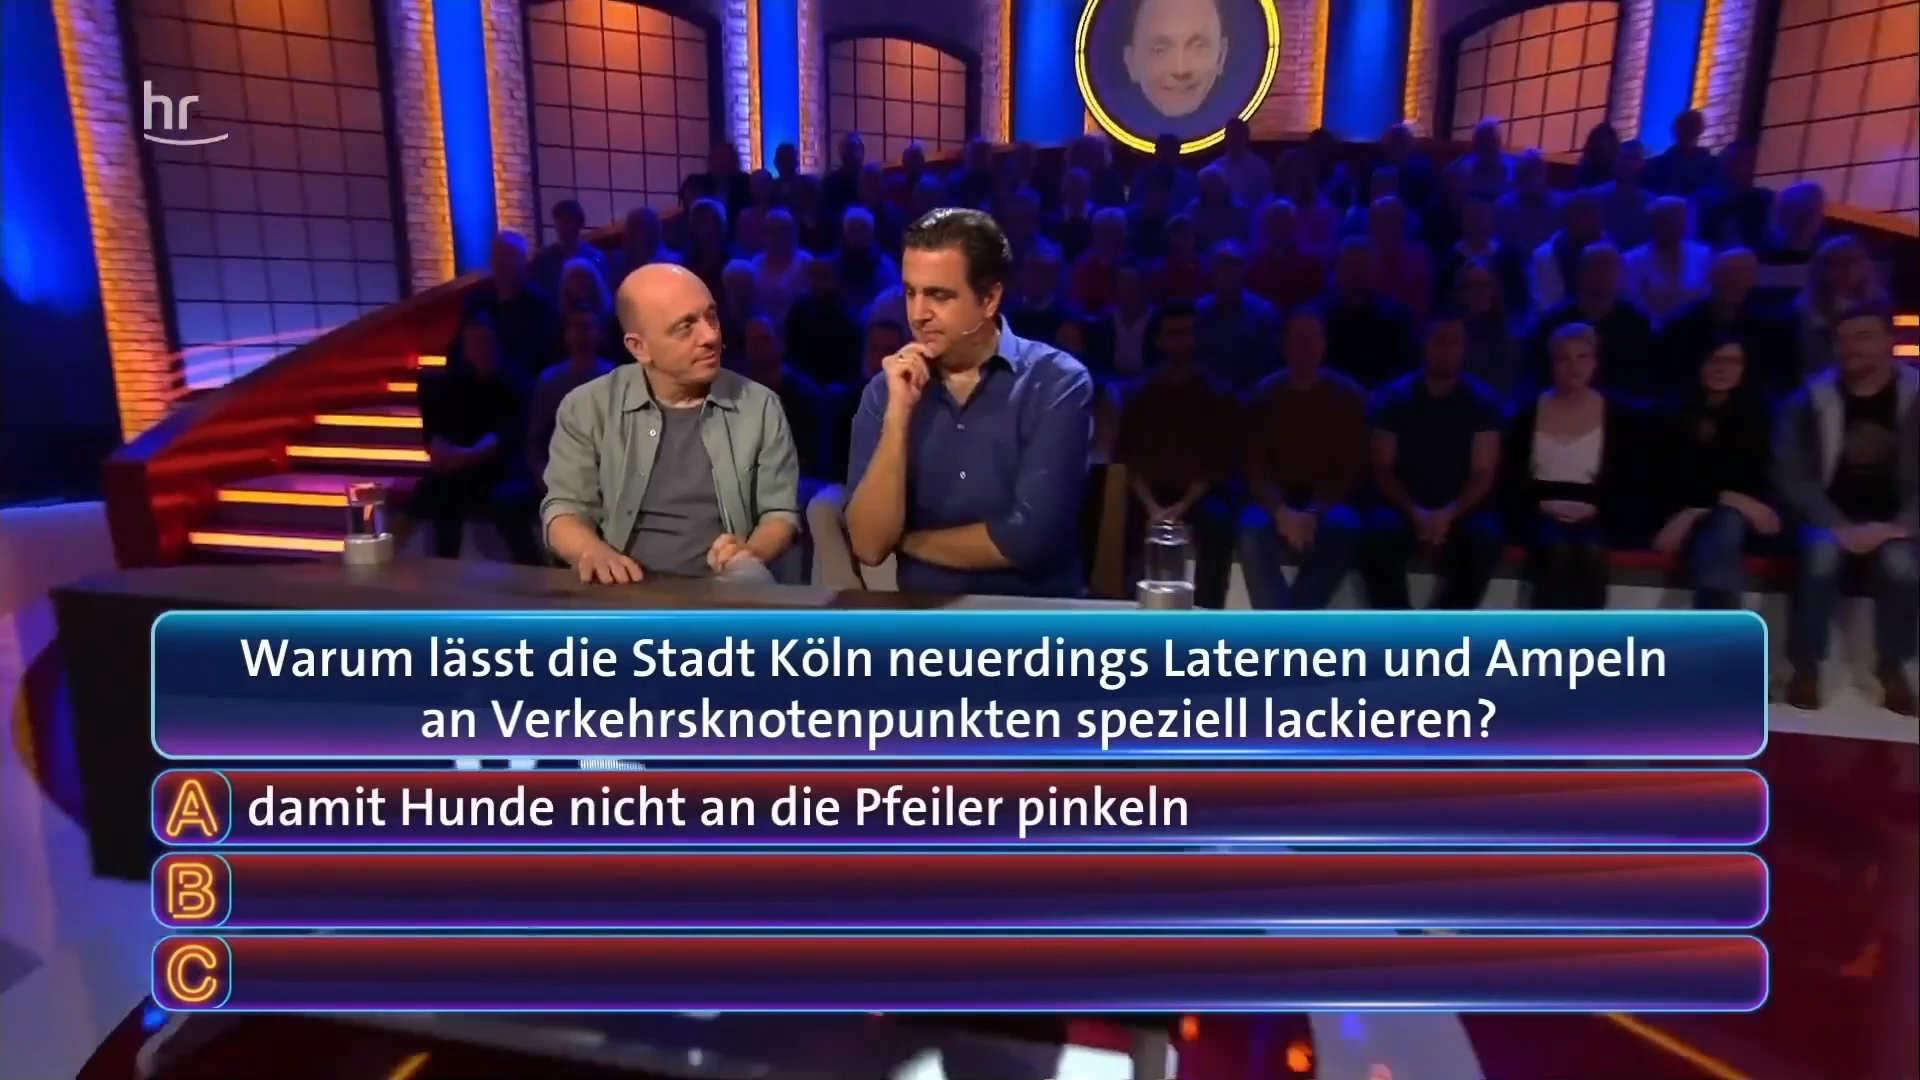 hr
Warum lässt die Stadt Köln neuerdings Laternen und Ampeln
an Verkehrsknotenpunkten speziell lackieren?
A damit Hunde nicht an die Pfeiler pinkeln
B
C